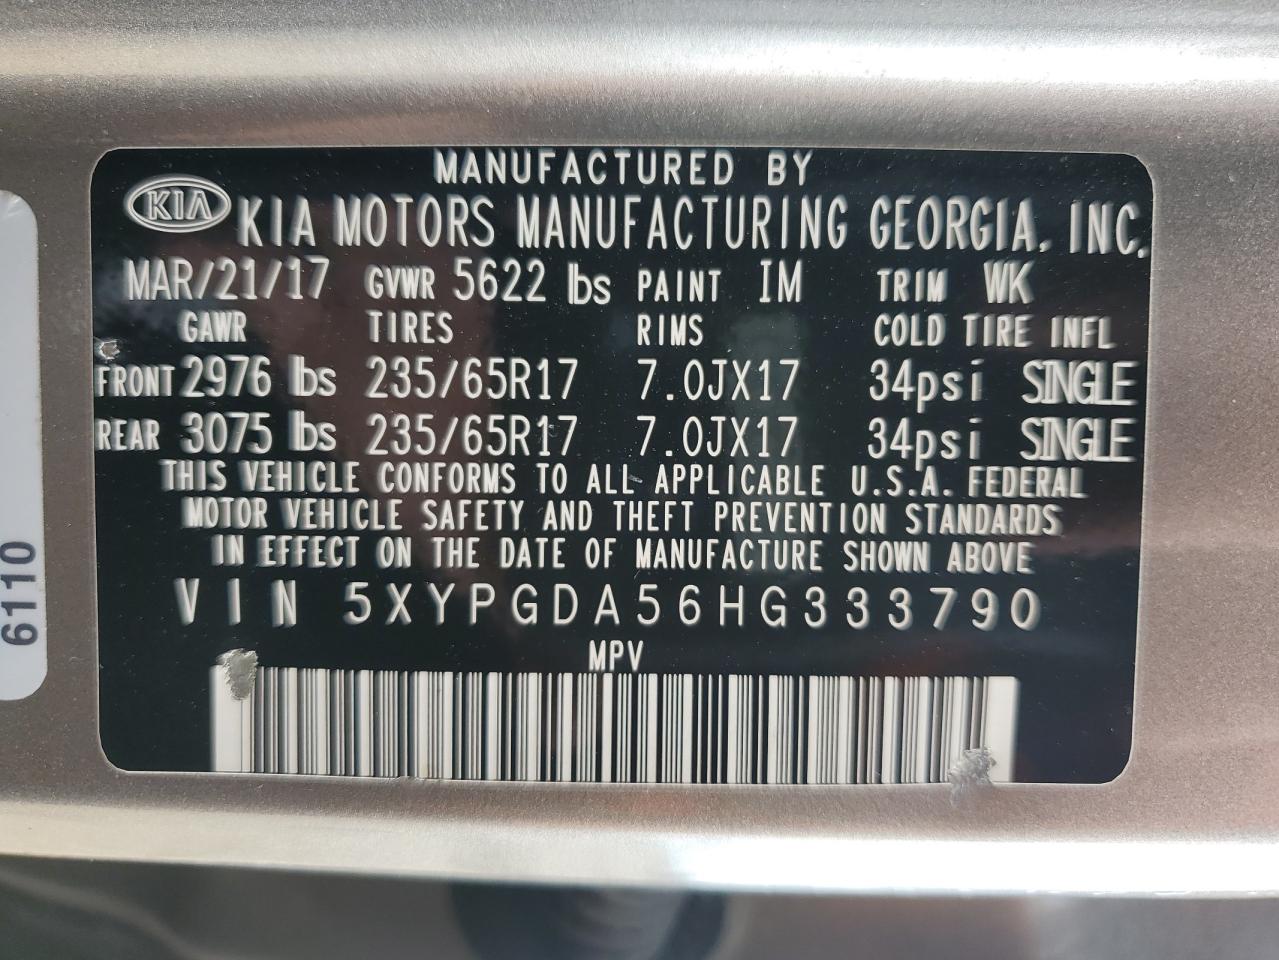 MANUFACTURED BY
KIA KIA MOTORS MANUFACTURING GEORGIA, INC.
MAR/21/17 GVWR 5622 lbs PAINT IM TRIM WK
GAWR TIRES RIMS COLD TIRE INFL
FRONT 2976 lbs 235/65R17 7.0JX17 34psi SINGLE
REAR 3075 lbs 235/65R17 7.0JX17 34psi SINGLE
THIS VEHICLE CONFORMS TO ALL APPLICABLE U.S.A. FEDERAL
MOTOR VEHICLE SAFETY AND THEFT PREVENTION STANDARDS
IN EFFECT ON THE DATE OF MANUFACTURE SHOWN ABOVE
VIN 5XYPGDA56HG333790
MPV
6110